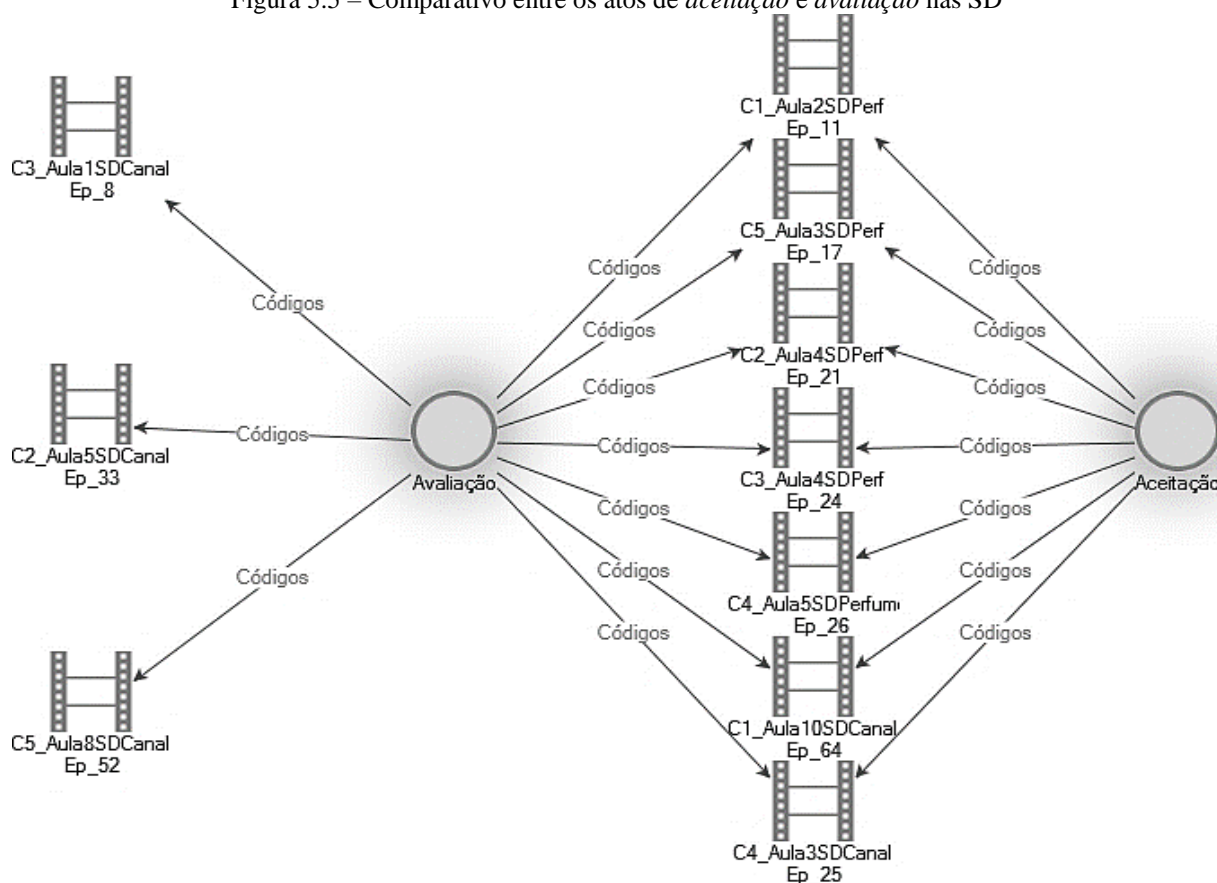 Figura 5.5 – Comparativo entre os atos de aceitação e avaliação nas SD
C3_Aula1SDCanal
Ep_8
C2_Aula5SDCanal
Ep_33
C5_Aula8SDCanal
Ep_52
Códigos
Códigos
Códigos
Avaliação
Códigos
Códigos
Códigos
Códigos
Códigos
Códigos
Códigos
C1_Aula2SDPerf
Ep_11
C5_Aula3SDPerf
Ep_17
C2_Aula4SDPerf
Ep_21
C3_Aula4SDPerf
Ep_24
C4_Aula5SDPerfum
Ep_26
C1_Aula10SDCanal
Ep_64
C4_Aula3SDCanal
Ep_25
Códigos
Códigos
Códigos
Códigos
Códigos
Códigos
Códigos
Aceitação